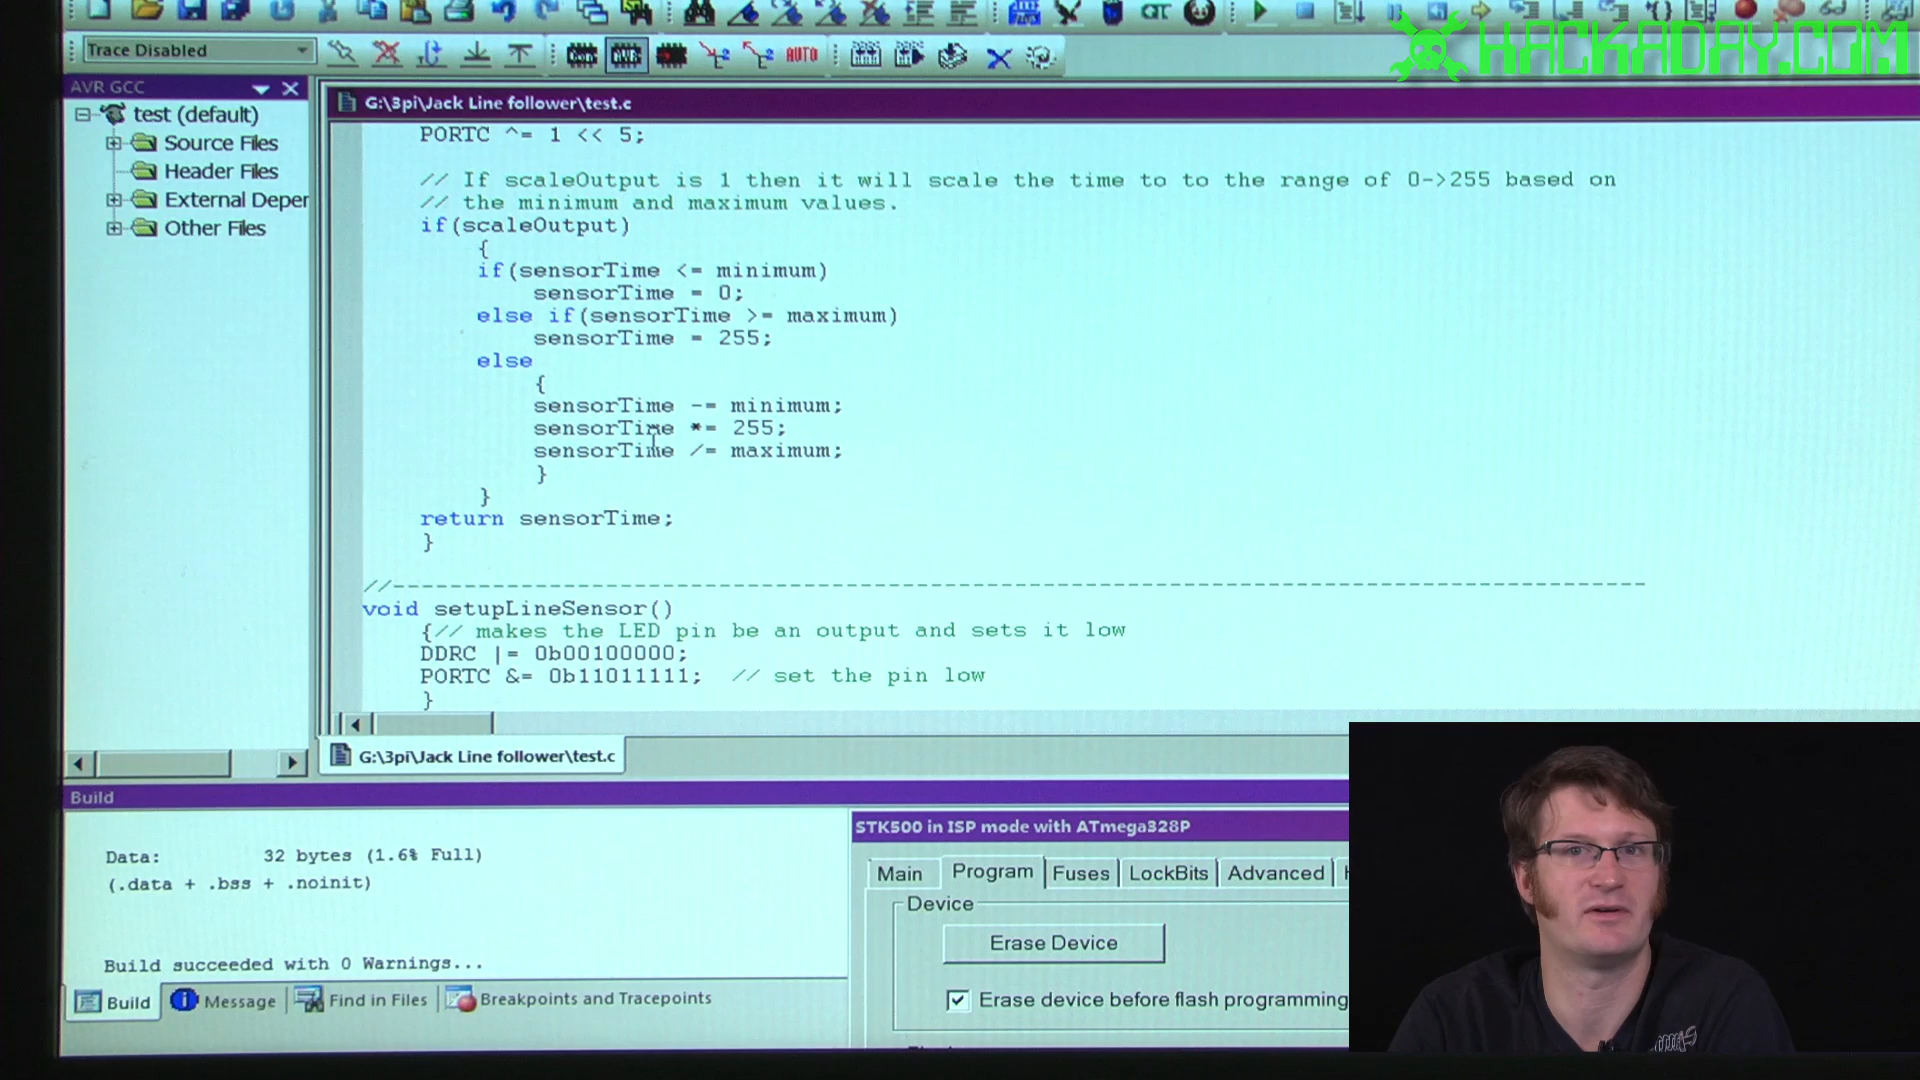 HACKADAY.COM
Trace Disabled
AUTO
AVR GCC
test (default)
Source Files
Header Files
External Deper
Other Files
G:\3pi\Jack Line follower\test.c
PORTC ^= 1 << 5;
// If scaleOutput is 1 then it will scale the time to to the range of 0->255 based on
// the minimum and maximum values.
if(scaleOutput)
{
if(sensorTime <= minimum)
sensorTime = 0;
else if(sensorTime >= maximum)
sensorTime = 255;
else
{
sensorTime -= minimum;
sensorTime *= 255;
sensorTime /= maximum;
}
}
return sensorTime;
}
//----------------------------------------------------------------------------------------
void setupLineSensor()
{// makes the LED pin be an output and sets it low
DDRC |= 0b00100000;
PORTC &= 0b11011111; // set the pin low
}
G:\3pi\Jack Line follower\test.c
Build
Data: 32 bytes (1.6% Full)
(.data + .bss + .noinit)
Build succeeded with 0 Warnings...
Build Message Find in Files Breakpoints and Tracepoints
STK500 in ISP mode with ATmega328P
Main Program Fuses LockBits Advanced
Device
Erase Device
Erase device before flash programming